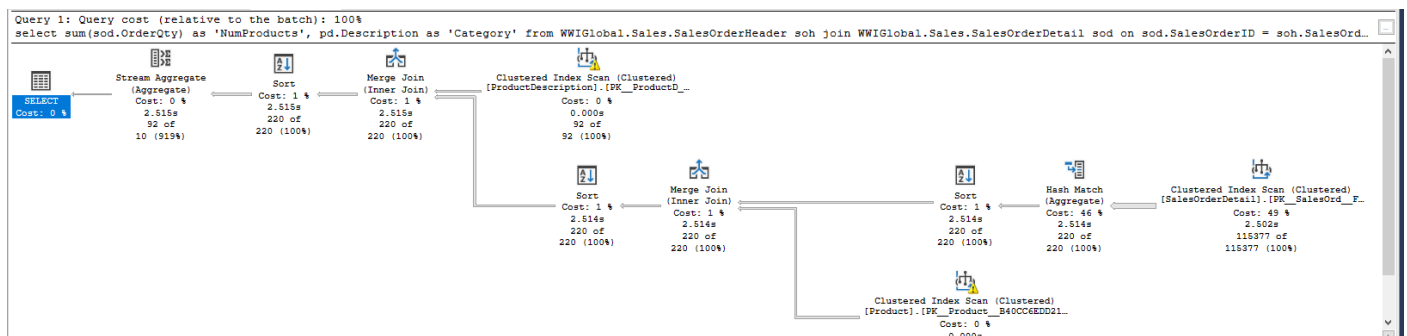 Query 1: Query cost (relative to the batch): 100%
select sum(sod.OrderQty) as 'NumProducts', pd.Description as 'Category' from WWIGlobal.Sales.SalesOrderHeader soh join WWIGlobal.Sales.SalesOrderDetail sod on sod.SalesOrderID = soh.SalesOrd...
SELECT
Cost: 0 %
Stream Aggregate
(Aggregate)
Cost: 0 %
2.515s
92 of
10 (919%)
Sort
Cost: 1 %
2.515s
220 of
220 (100%)
Merge Join
(Inner Join)
Cost: 1 %
2.515s
220 of
220 (100%)
Clustered Index Scan (Clustered)
[ProductDescription].[PK__ProductD_...
Cost: 0 %
0.000s
92 of
92 (100%)
Sort
Cost: 1 %
2.514s
220 of
220 (100%)
Merge Join
(Inner Join)
Cost: 1 %
2.514s
220 of
220 (100%)
Sort
Cost: 1 %
2.514s
220 of
220 (100%)
Hash Match
(Aggregate)
Cost: 46 %
2.514s
220 of
220 (100%)
Clustered Index Scan (Clustered)
[SalesOrderDetail].[PK__SalesOrd__F...
Cost: 49 %
2.502s
115377 of
115377 (100%)
Clustered Index Scan (Clustered)
[Product].[PK__Product__B40CC6EDD21...
Cost: 0 %
0.000s